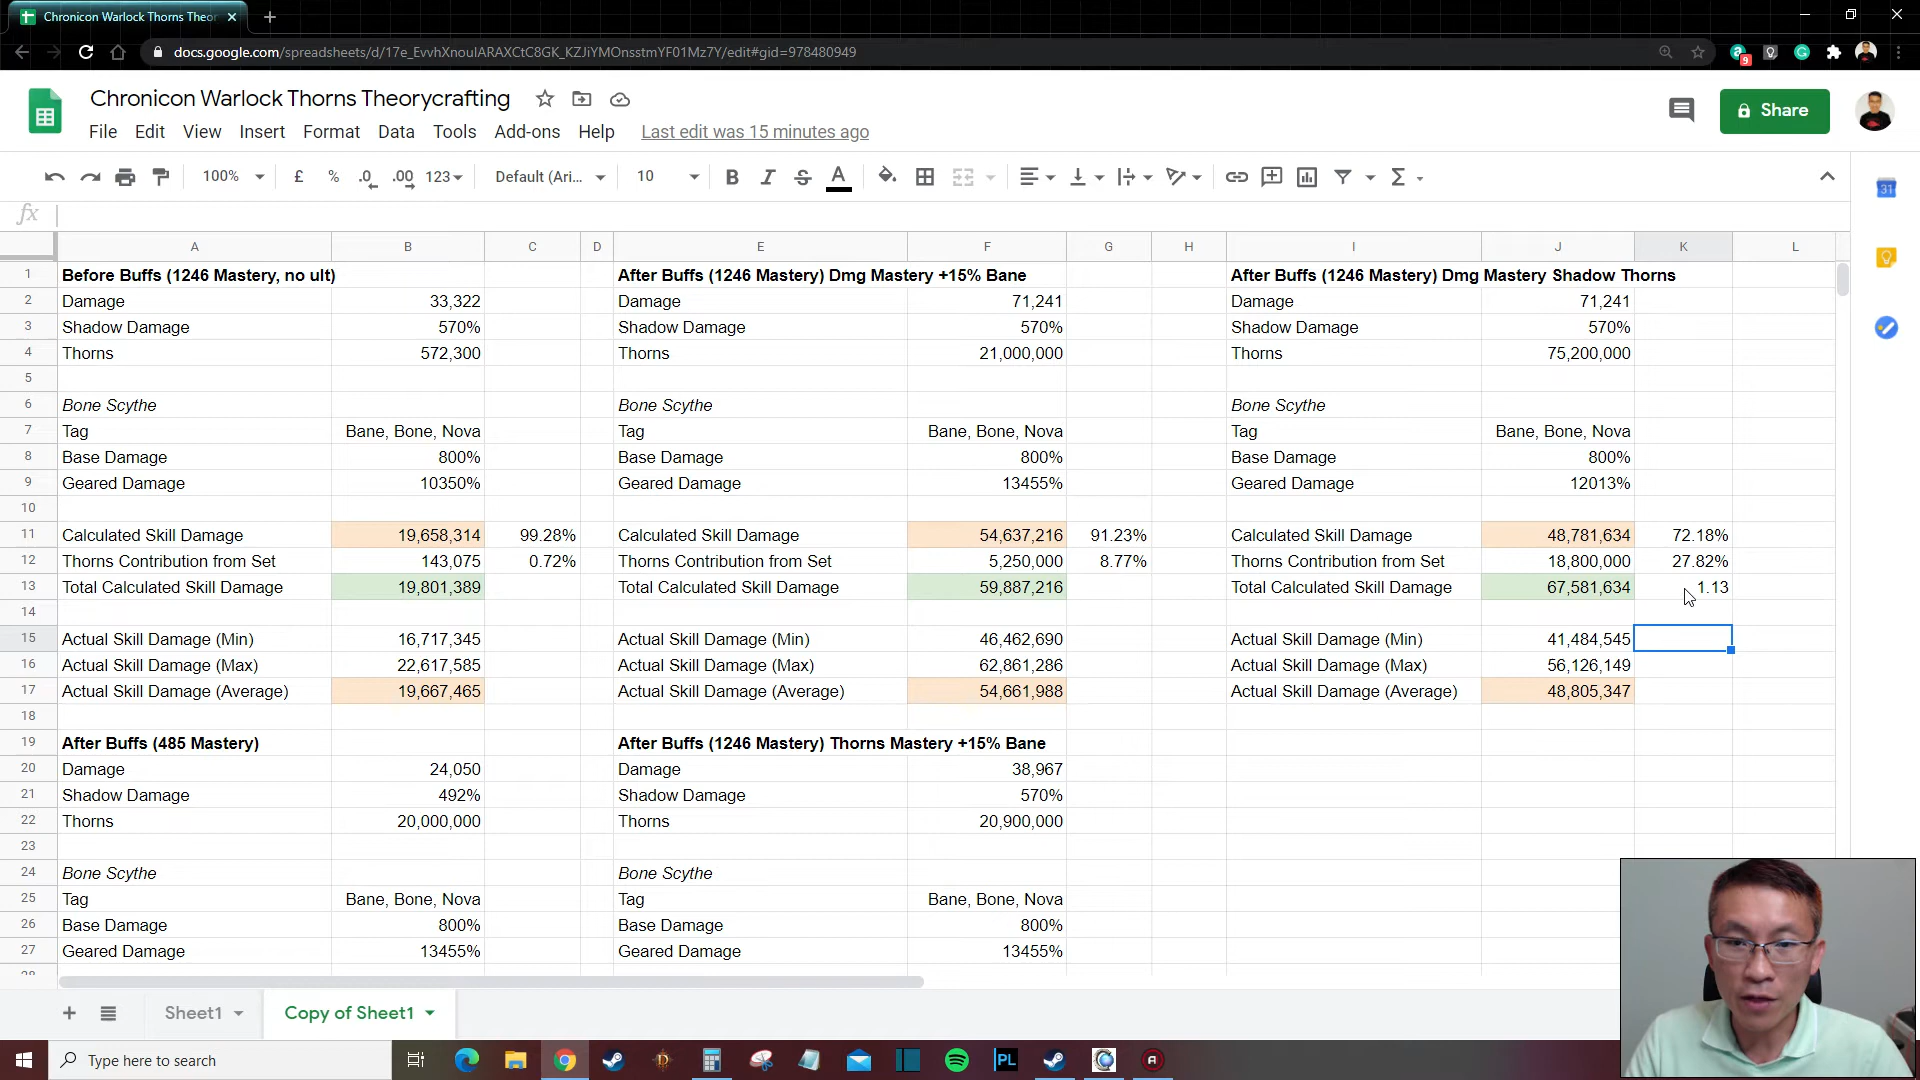 Chronicon Warlock Thorns Theor
docs.google.com/spreadsheets/d/17e_EvvhXnoulARAXCtC8GK_KZJiYMOnsstmYF01Mz7Y/edit#gid=978480949
9
Chronicon Warlock Thorns Theorycrafting
Share
File Edit View Insert Format Data Tools Add-ons Help Last edit was 15 minutes ago
100% £ % .0 .00 123 Default (Ari... 10 B I S A Σ
31
fx
A B C D E F G H I J K L
1 Before Buffs (1246 Mastery, no ult) After Buffs (1246 Mastery) Dmg Mastery +15% Bane After Buffs (1246 Mastery) Dmg Mastery Shadow Thorns
2 Damage 33,322 Damage 71,241 Damage 71,241
3 Shadow Damage 570% Shadow Damage 570% Shadow Damage 570%
4 Thorns 572,300 Thorns 21,000,000 Thorns 75,200,000
5
6 Bone Scythe Bone Scythe Bone Scythe
7 Tag Bane, Bone, Nova Tag Bane, Bone, Nova Tag Bane, Bone, Nova
8 Base Damage 800% Base Damage 800% Base Damage 800%
9 Geared Damage 10350% Geared Damage 13455% Geared Damage 12013%
10
11 Calculated Skill Damage 19,658,314 99.28% Calculated Skill Damage 54,637,216 91.23% Calculated Skill Damage 48,781,634 72.18%
12 Thorns Contribution from Set 143,075 0.72% Thorns Contribution from Set 5,250,000 8.77% Thorns Contribution from Set 18,800,000 27.82%
13 Total Calculated Skill Damage 19,801,389 Total Calculated Skill Damage 59,887,216 Total Calculated Skill Damage 67,581,634 1.13
14
15 Actual Skill Damage (Min) 16,717,345 Actual Skill Damage (Min) 46,462,690 Actual Skill Damage (Min) 41,484,545
16 Actual Skill Damage (Max) 22,617,585 Actual Skill Damage (Max) 62,861,286 Actual Skill Damage (Max) 56,126,149
17 Actual Skill Damage (Average) 19,667,465 Actual Skill Damage (Average) 54,661,988 Actual Skill Damage (Average) 48,805,347
18
19 After Buffs (485 Mastery) After Buffs (1246 Mastery) Thorns Mastery +15% Bane
20 Damage 24,050 Damage 38,967
21 Shadow Damage 492% Shadow Damage 570%
22 Thorns 20,000,000 Thorns 20,900,000
23
24 Bone Scythe Bone Scythe
25 Tag Bane, Bone, Nova Tag Bane, Bone, Nova
26 Base Damage 800% Base Damage 800%
27 Geared Damage 13455% Geared Damage 13455%
28
Sheet1 Copy of Sheet1
Type here to search
PL